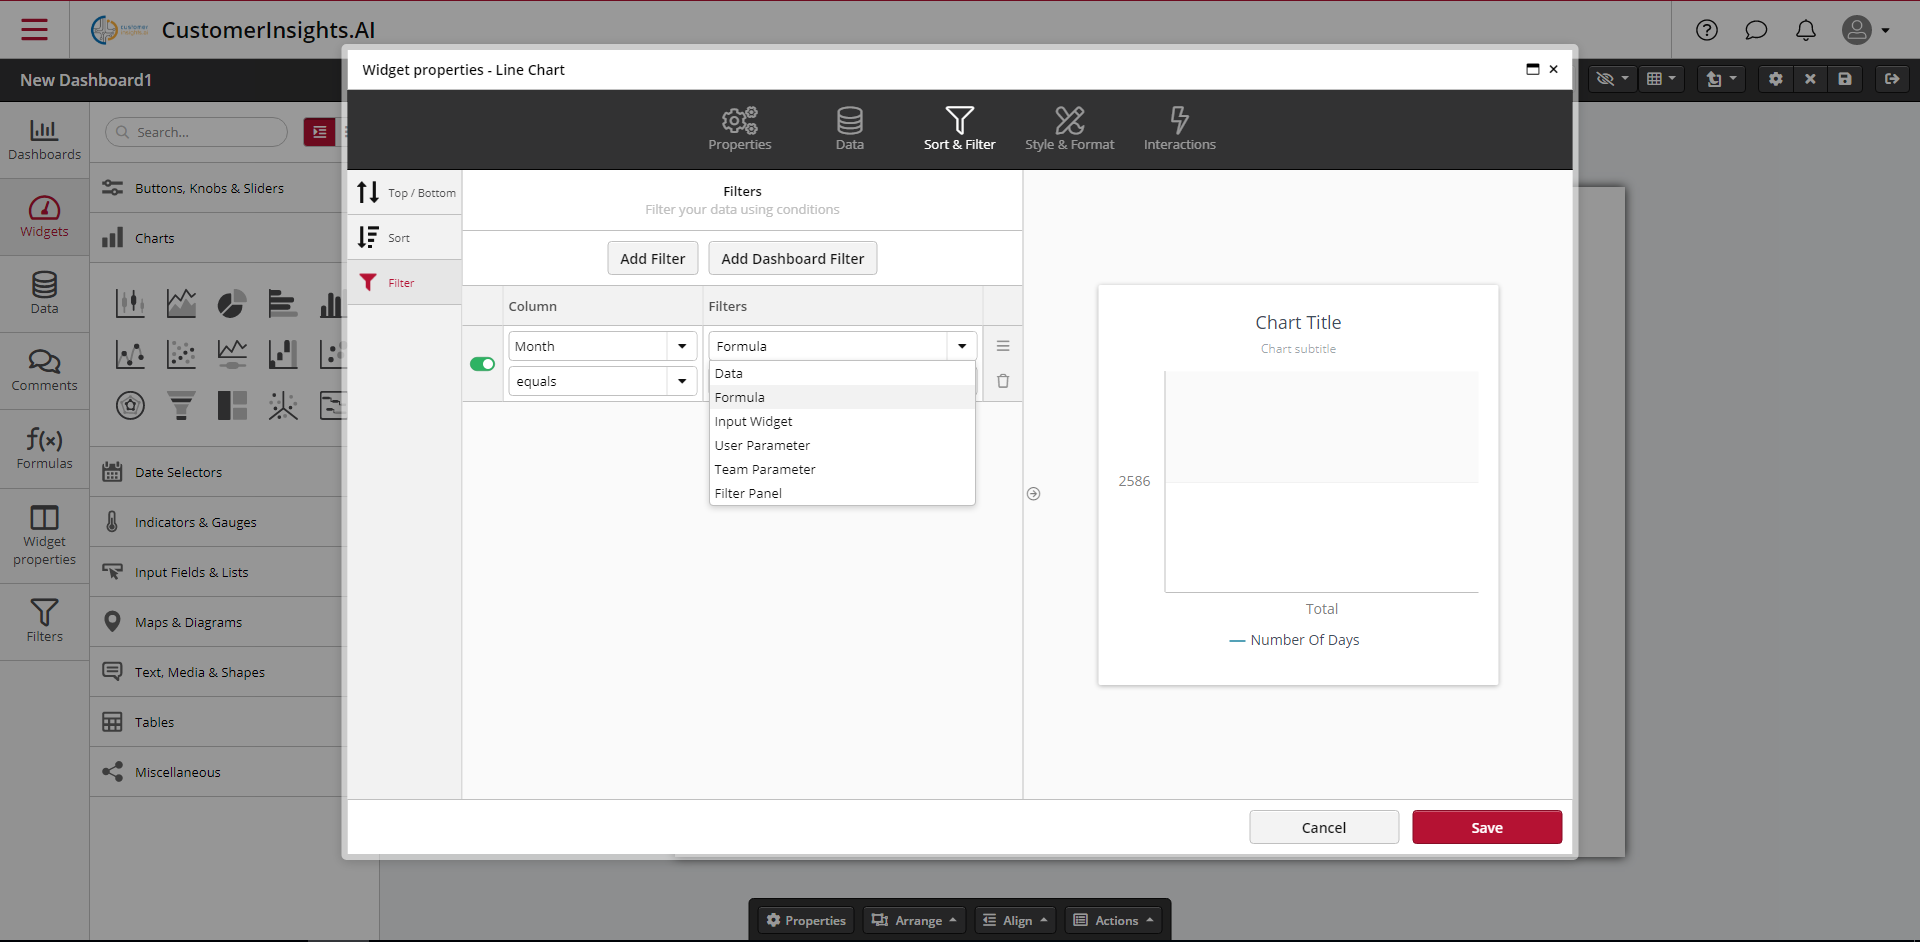 CustomerInsights.AI
New Dashboard1
Widget properties - Line Chart
Properties
Data
Sort & Filter
Style & Format
Interactions
Dashboards
Widgets
Data
Comments
f(x)
Formulas
Widget
properties
Filters
Search...
Buttons, Knobs & Sliders
Charts
Date Selectors
Indicators & Gauges
Input Fields & Lists
Maps & Diagrams
Text, Media & Shapes
Tables
Miscellaneous
Top / Bottom
Sort
Filter
Filters
Filter your data using conditions
Add Filter
Add Dashboard Filter
Column
Filters
Month
Formula
equals
Data
Formula
Input Widget
User Parameter
Team Parameter
Filter Panel
Chart Title
Chart subtitle
2586
Total
Number Of Days
Cancel
Save
Properties
Arrange
Align
Actions